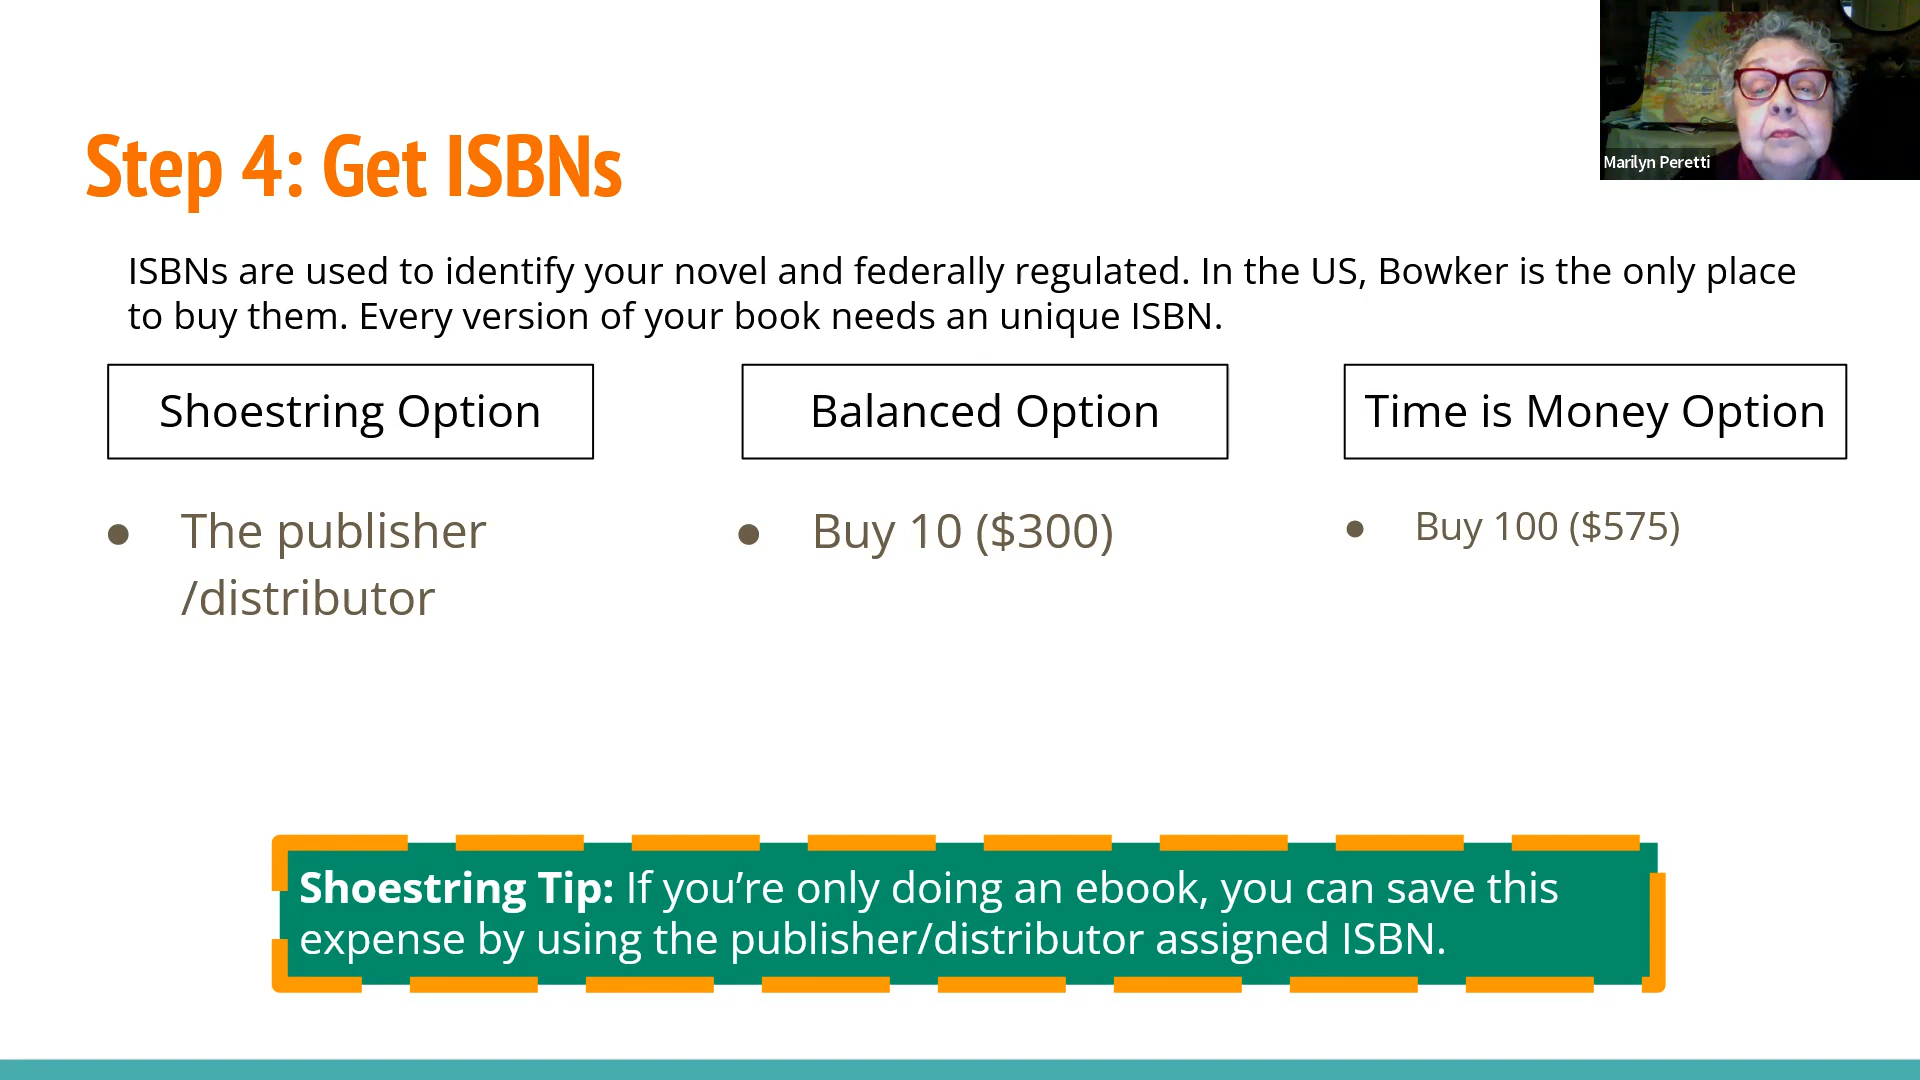 Marilyn Peretti
Step 4: Get ISBNs
ISBNs are used to identify your novel and federally regulated. In the US, Bowker is the only place
to buy them. Every version of your book needs an unique ISBN.
Shoestring Option
● The publisher
/distributor
Balanced Option
● Buy 10 ($300)
Time is Money Option
● Buy 100 ($575)
Shoestring Tip: If you’re only doing an ebook, you can save this
expense by using the publisher/distributor assigned ISBN.